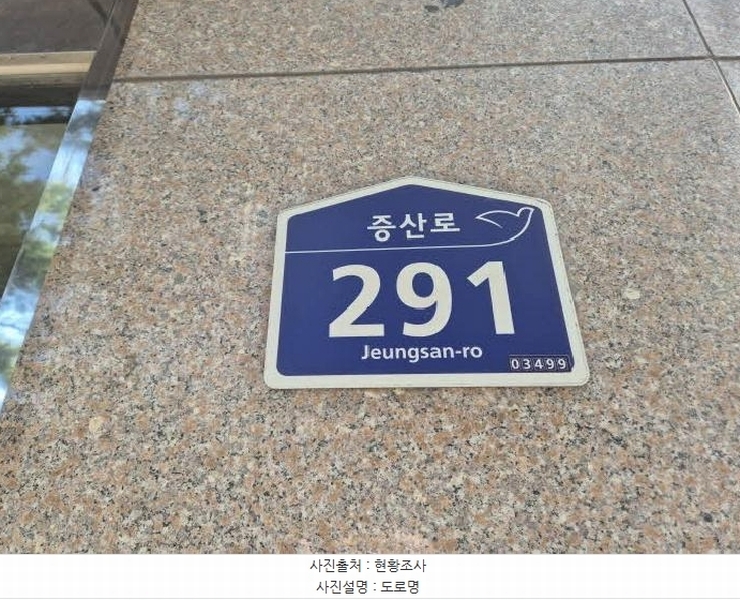 증산로
291
Jeungsan-ro
03499
사진출처 : 현황조사
사진설명 : 도로명